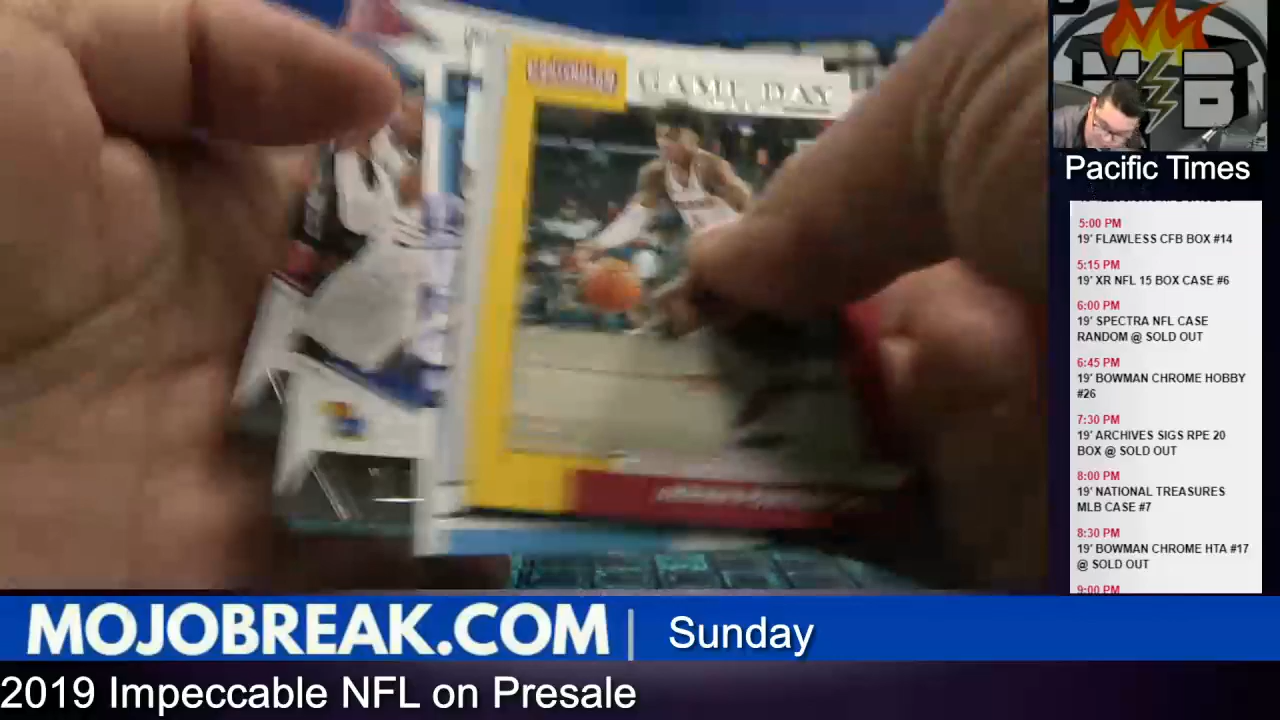 GAME DAY
MB
Pacific Times
5:00 PM
19' FLAWLESS CFB BOX #14
5:15 PM
19' XR NFL 15 BOX CASE #6
6:00 PM
19' SPECTRA NFL CASE
RANDOM @ SOLD OUT
6:45 PM
19' BOWMAN CHROME HOBBY
#26
7:30 PM
19' ARCHIVES SIGS RPE 20
BOX @ SOLD OUT
8:00 PM
19' NATIONAL TREASURES
MLB CASE #7
8:30 PM
19' BOWMAN CHROME HTA #17
@ SOLD OUT
9:00 PM
MOJOBREAK.COM | Sunday
2019 Impeccable NFL on Presale